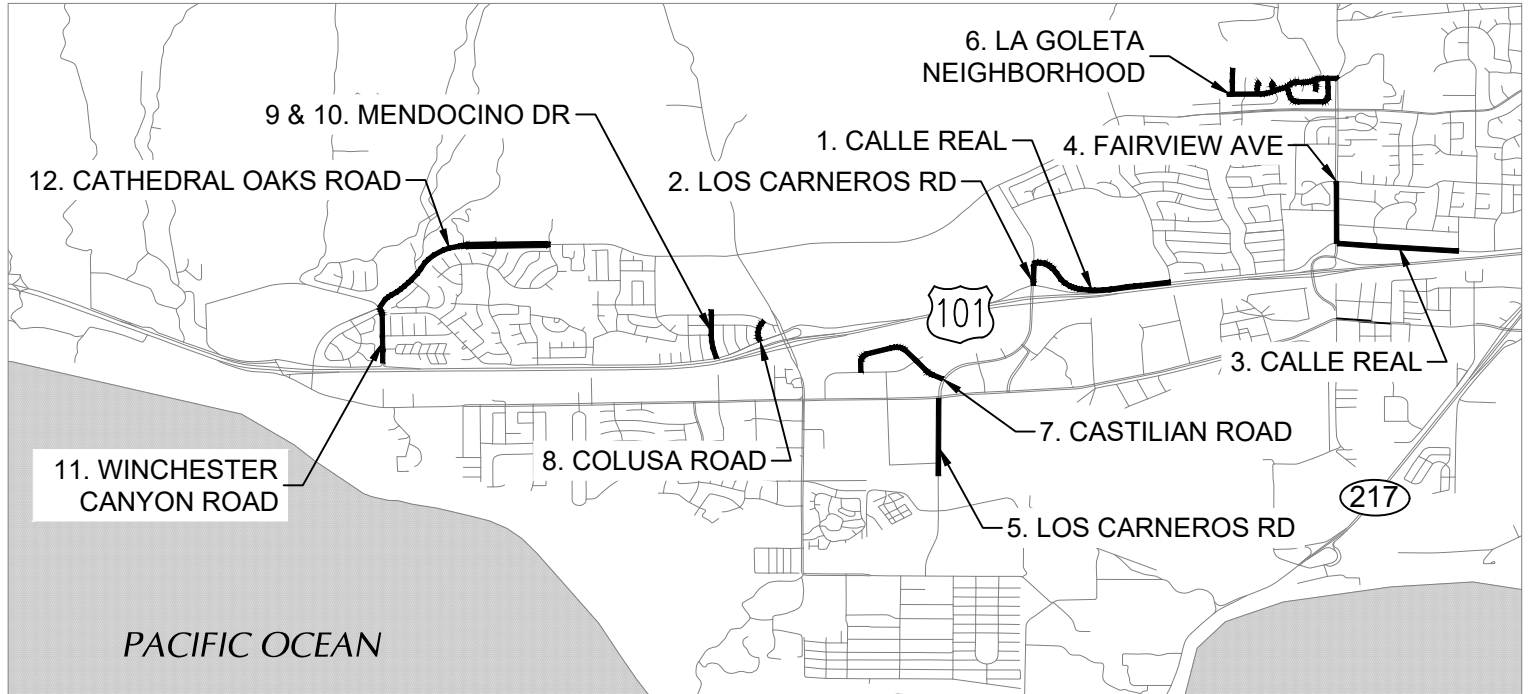 6. LA GOLETA
NEIGHBORHOOD
9 & 10. MENDOCINO DR
1. CALLE REAL
4. FAIRVIEW AVE
12. CATHEDRAL OAKS ROAD
2. LOS CARNEROS RD
101
3. CALLE REAL
7. CASTILIAN ROAD
8. COLUSA ROAD
11. WINCHESTER
CANYON ROAD
217
5. LOS CARNEROS RD
PACIFIC OCEAN